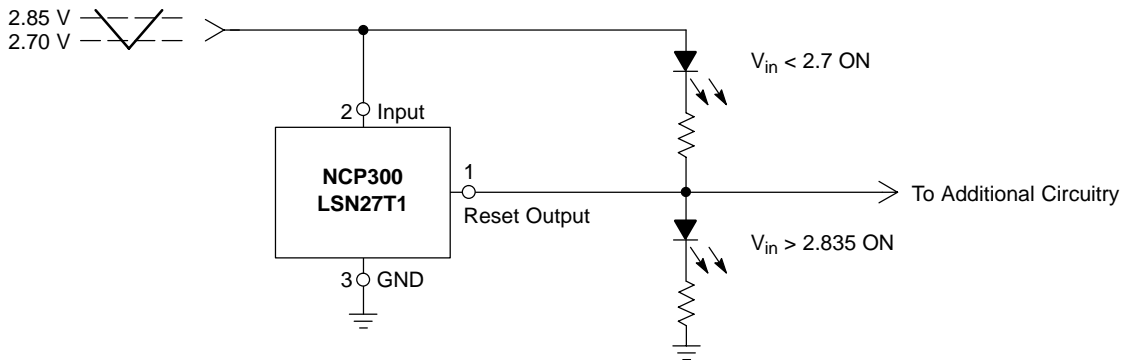 2.85 V
2.70 V
V_in < 2.7 ON
2 Input
NCP300
LSN27T1
1
Reset Output
To Additional Circuitry
V_in > 2.835 ON
3 GND